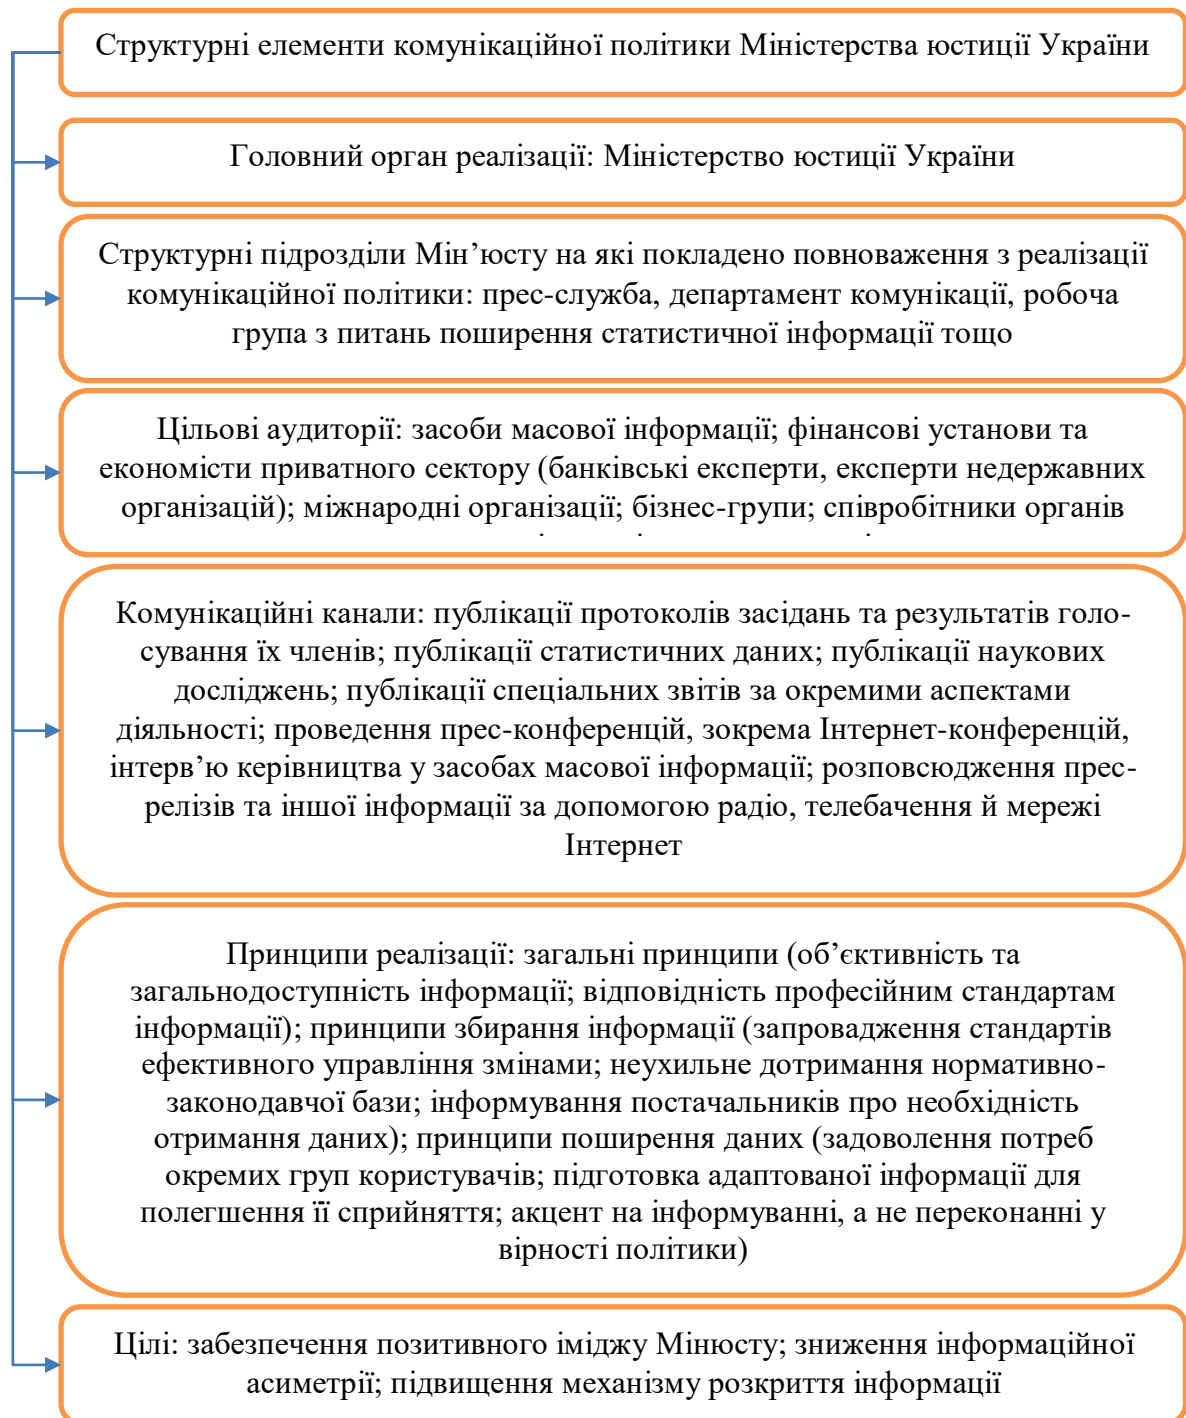 Структурні елементи комунікаційної політики Міністерства юстиції України
Головний орган реалізації: Міністерство юстиції України
Структурні підрозділи Мін’юсту на які покладено повноваження з реалізації
комунікаційної політики: прес-служба, департамент комунікації, робоча
група з питань поширення статистичної інформації тощо
Цільові аудиторії: засоби масової інформації; фінансові установи та
економісти приватного сектору (банківські експерти, експерти недержавних
організацій); міжнародні організації; бізнес-групи; співробітники органів
Комунікаційні канали: публікації протоколів засідань та результатів голо-
сування їх членів; публікації статистичних даних; публікації наукових
досліджень; публікації спеціальних звітів за окремими аспектами
діяльності; проведення прес-конференцій, зокрема Інтернет-конференцій,
інтерв’ю керівництва у засобах масової інформації; розповсюдження прес-
релізів та іншої інформації за допомогою радіо, телебачення й мережі
Інтернет
Принципи реалізації: загальні принципи (об’єктивність та
загальнодоступність інформації; відповідність професійним стандартам
інформації); принципи збирання інформації (запровадження стандартів
ефективного управління змінами; неухильне дотримання нормативно-
законодавчої бази; інформування постачальників про необхідність
отримання даних); принципи поширення даних (задоволення потреб
окремих груп користувачів; підготовка адаптованої інформації для
полегшення її сприйняття; акцент на інформуванні, а не переконанні у
вірності політики)
Цілі: забезпечення позитивного іміджу Мінюсту; зниження інформаційної
асиметрії; підвищення механізму розкриття інформації